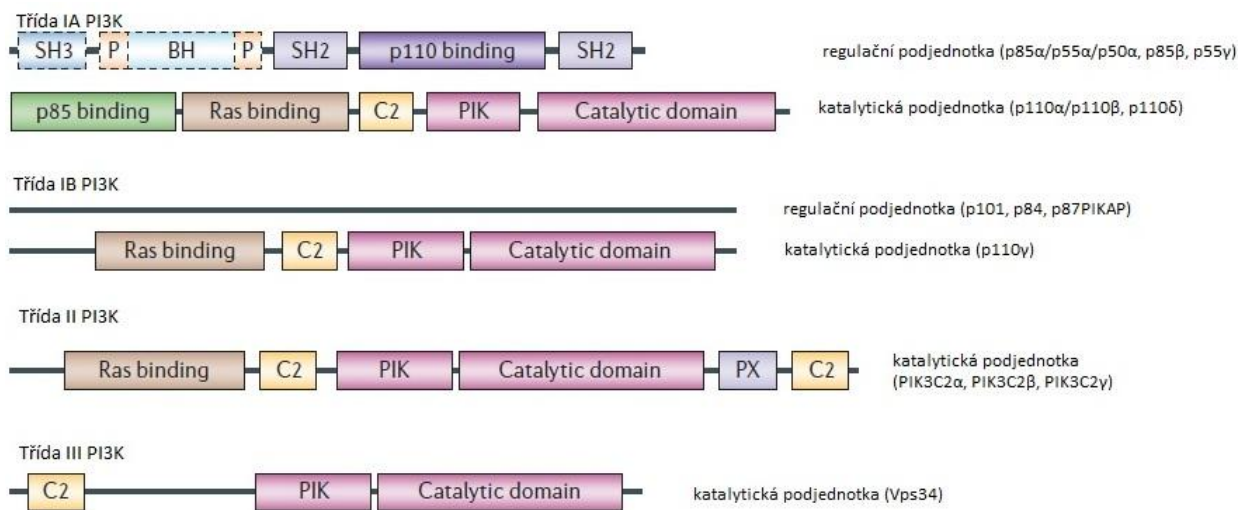 Třída IA PI3K
SH3 P BH P SH2 p110 binding SH2 regulační podjednotka (p85α/p55α/p50α, p85β, p55γ)
p85 binding Ras binding C2 PIK Catalytic domain katalytická podjednotka (p110α/p110β, p110δ)
Třída IB PI3K
regulační podjednotka (p101, p84, p87PIKAP)
Ras binding C2 PIK Catalytic domain katalytická podjednotka (p110γ)
Třída II PI3K
Ras binding C2 PIK Catalytic domain PX C2 katalytická podjednotka
(PIK3C2α, PIK3C2β, PIK3C2γ)
Třída III PI3K
C2 PIK Catalytic domain katalytická podjednotka (Vps34)